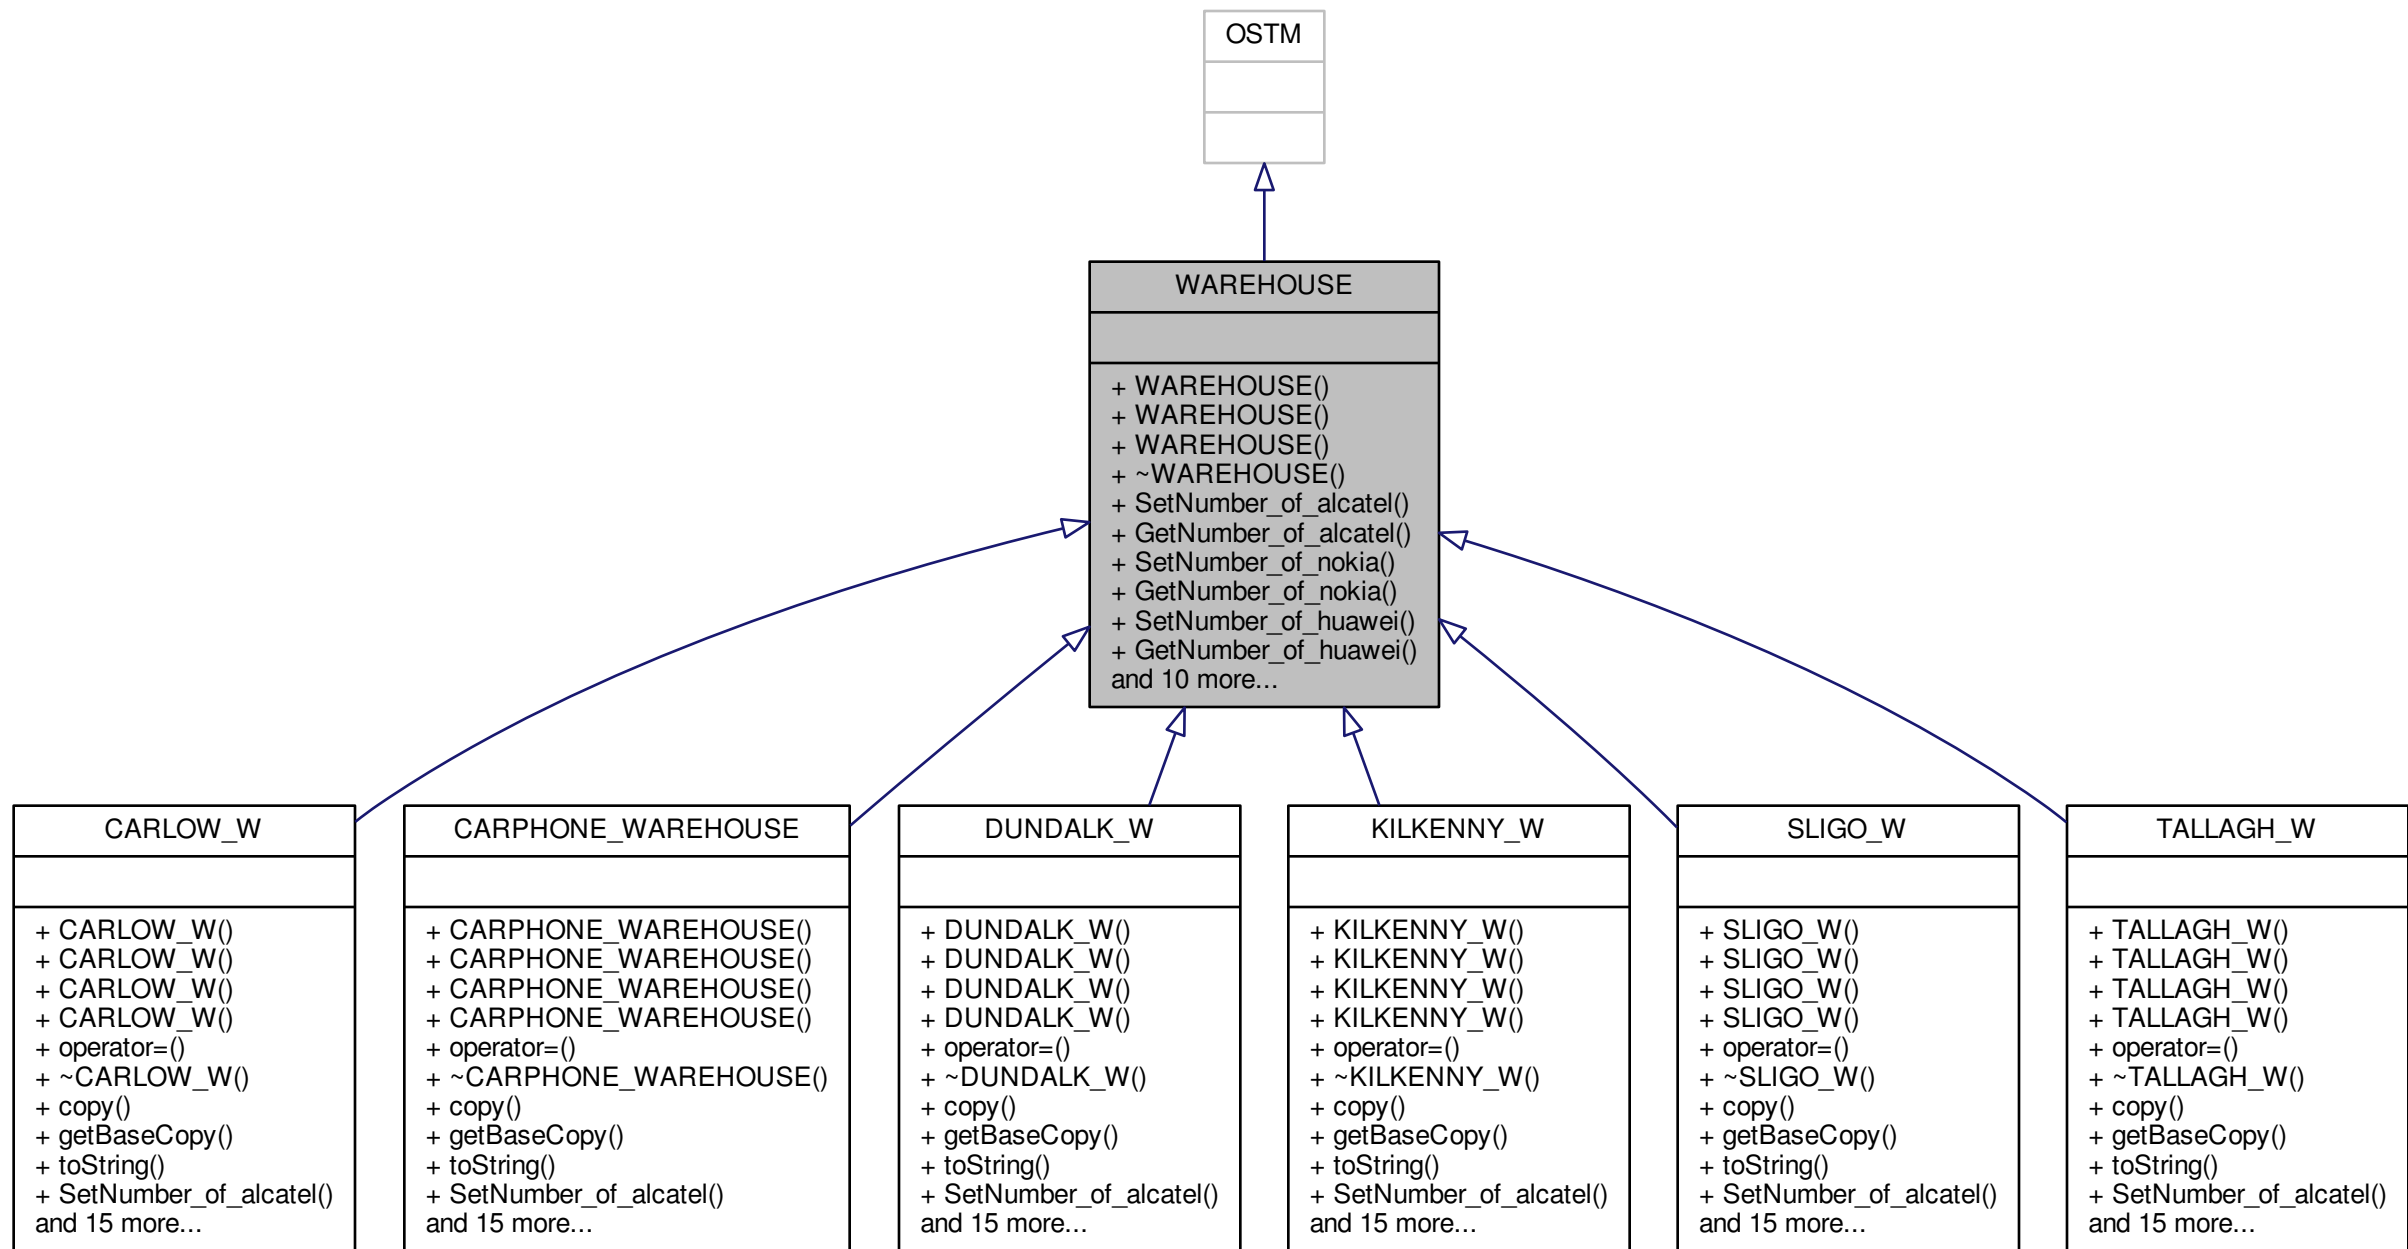 OSTM
WAREHOUSE
+ WAREHOUSE()
+ WAREHOUSE()
+ WAREHOUSE()
+ ~WAREHOUSE()
+ SetNumber_of_alcatel()
+ GetNumber_of_alcatel()
+ SetNumber_of_nokia()
+ GetNumber_of_nokia()
+ SetNumber_of_huawei()
+ GetNumber_of_huawei()
and 10 more...
CARLOW_W
+ CARLOW_W()
+ CARLOW_W()
+ CARLOW_W()
+ CARLOW_W()
+ operator=()
+ ~CARLOW_W()
+ copy()
+ getBaseCopy()
+ toString()
+ SetNumber_of_alcatel()
and 15 more...
CARPHONE_WAREHOUSE
+ CARPHONE_WAREHOUSE()
+ CARPHONE_WAREHOUSE()
+ CARPHONE_WAREHOUSE()
+ CARPHONE_WAREHOUSE()
+ operator=()
+ ~CARPHONE_WAREHOUSE()
+ copy()
+ getBaseCopy()
+ toString()
+ SetNumber_of_alcatel()
and 15 more...
DUNDALK_W
+ DUNDALK_W()
+ DUNDALK_W()
+ DUNDALK_W()
+ DUNDALK_W()
+ operator=()
+ ~DUNDALK_W()
+ copy()
+ getBaseCopy()
+ toString()
+ SetNumber_of_alcatel()
and 15 more...
KILKENNY_W
+ KILKENNY_W()
+ KILKENNY_W()
+ KILKENNY_W()
+ KILKENNY_W()
+ operator=()
+ ~KILKENNY_W()
+ copy()
+ getBaseCopy()
+ toString()
+ SetNumber_of_alcatel()
and 15 more...
SLIGO_W
+ SLIGO_W()
+ SLIGO_W()
+ SLIGO_W()
+ SLIGO_W()
+ operator=()
+ ~SLIGO_W()
+ copy()
+ getBaseCopy()
+ toString()
+ SetNumber_of_alcatel()
and 15 more...
TALLAGH_W
+ TALLAGH_W()
+ TALLAGH_W()
+ TALLAGH_W()
+ TALLAGH_W()
+ operator=()
+ ~TALLAGH_W()
+ copy()
+ getBaseCopy()
+ toString()
+ SetNumber_of_alcatel()
and 15 more...